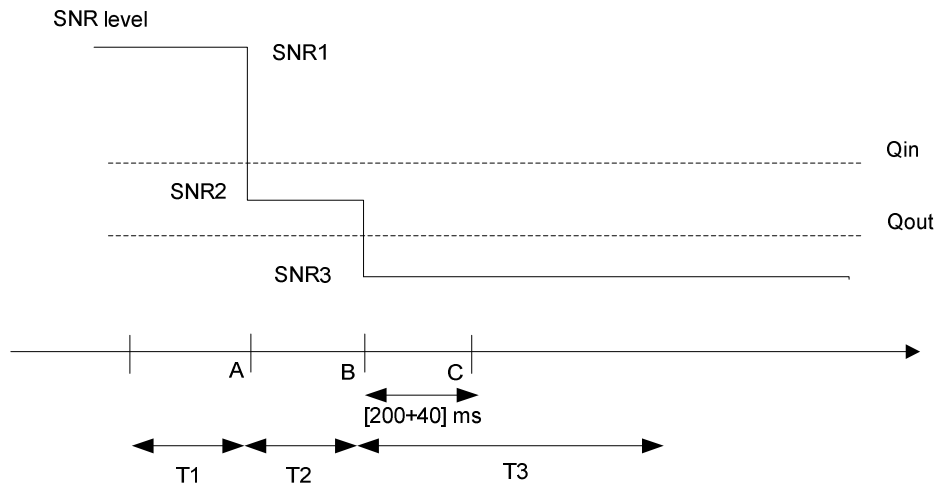 SNR level
SNR1
Qin
SNR2
Qout
SNR3
A
B
C
[200+40] ms
T1
T2
T3